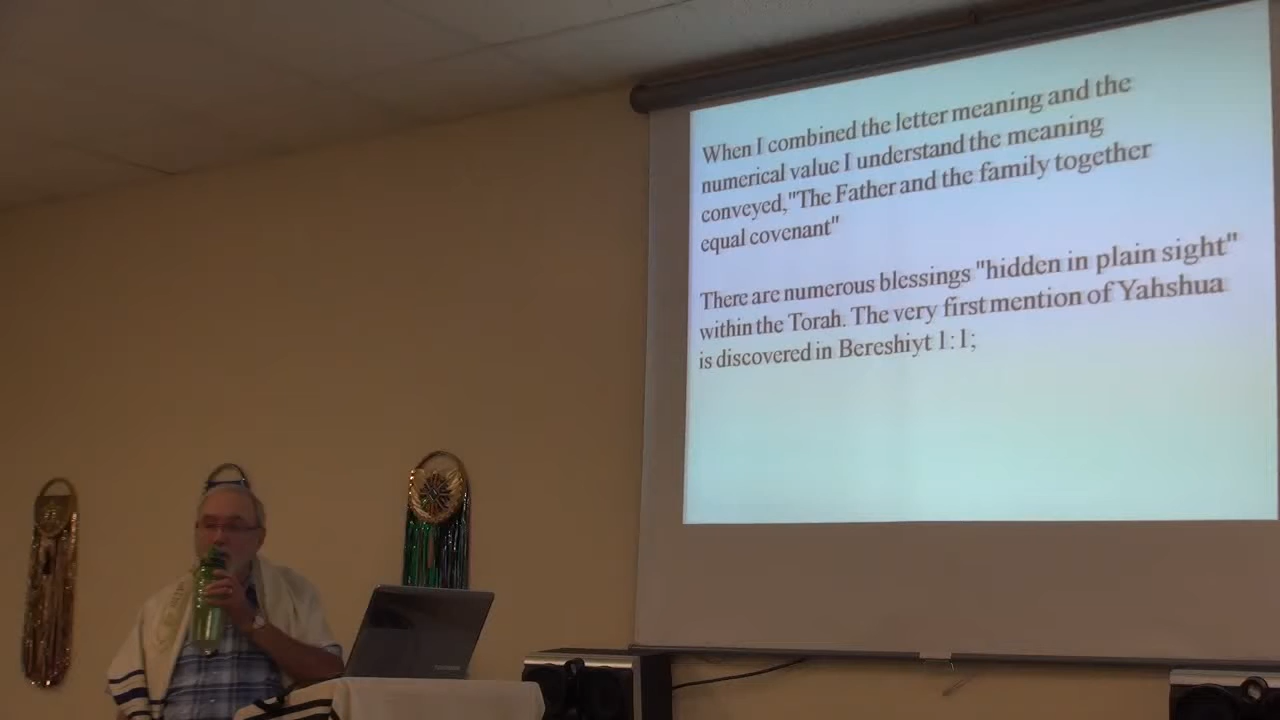 When I combined the letter meaning and the
numerical value I understand the meaning
conveyed,"The Father and the family together
equal covenant"
There are numerous blessings "hidden in plain sight"
within the Torah. The very first mention of Yahshua
is discovered in Bereshiyt 1:1;